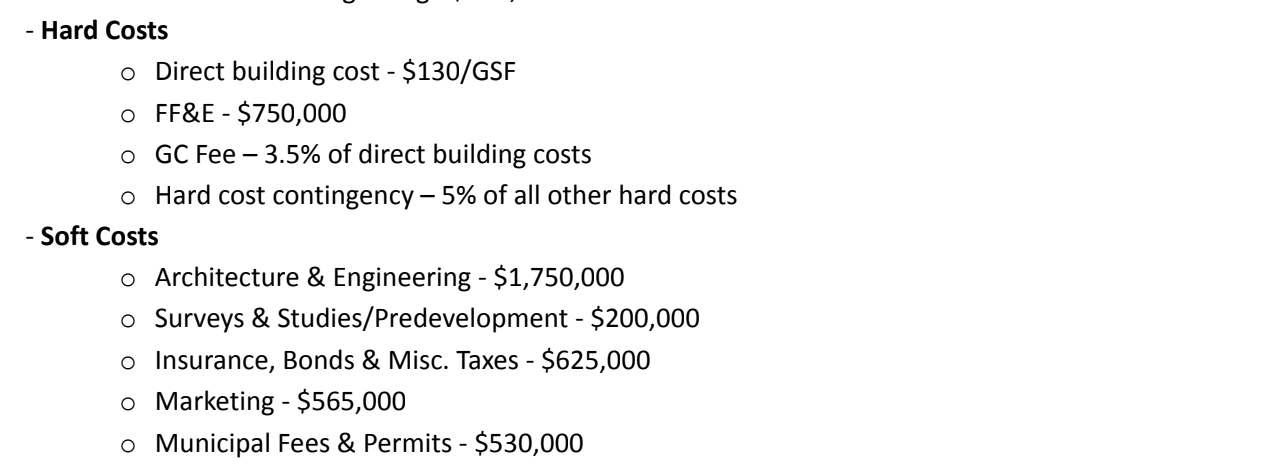 - Hard Costs
o Direct building cost - $130/GSF
o FF&E - $750,000
o GC Fee – 3.5% of direct building costs
o Hard cost contingency – 5% of all other hard costs
- Soft Costs
o Architecture & Engineering - $1,750,000
o Surveys & Studies/Predevelopment - $200,000
o Insurance, Bonds & Misc. Taxes - $625,000
o Marketing - $565,000
o Municipal Fees & Permits - $530,000